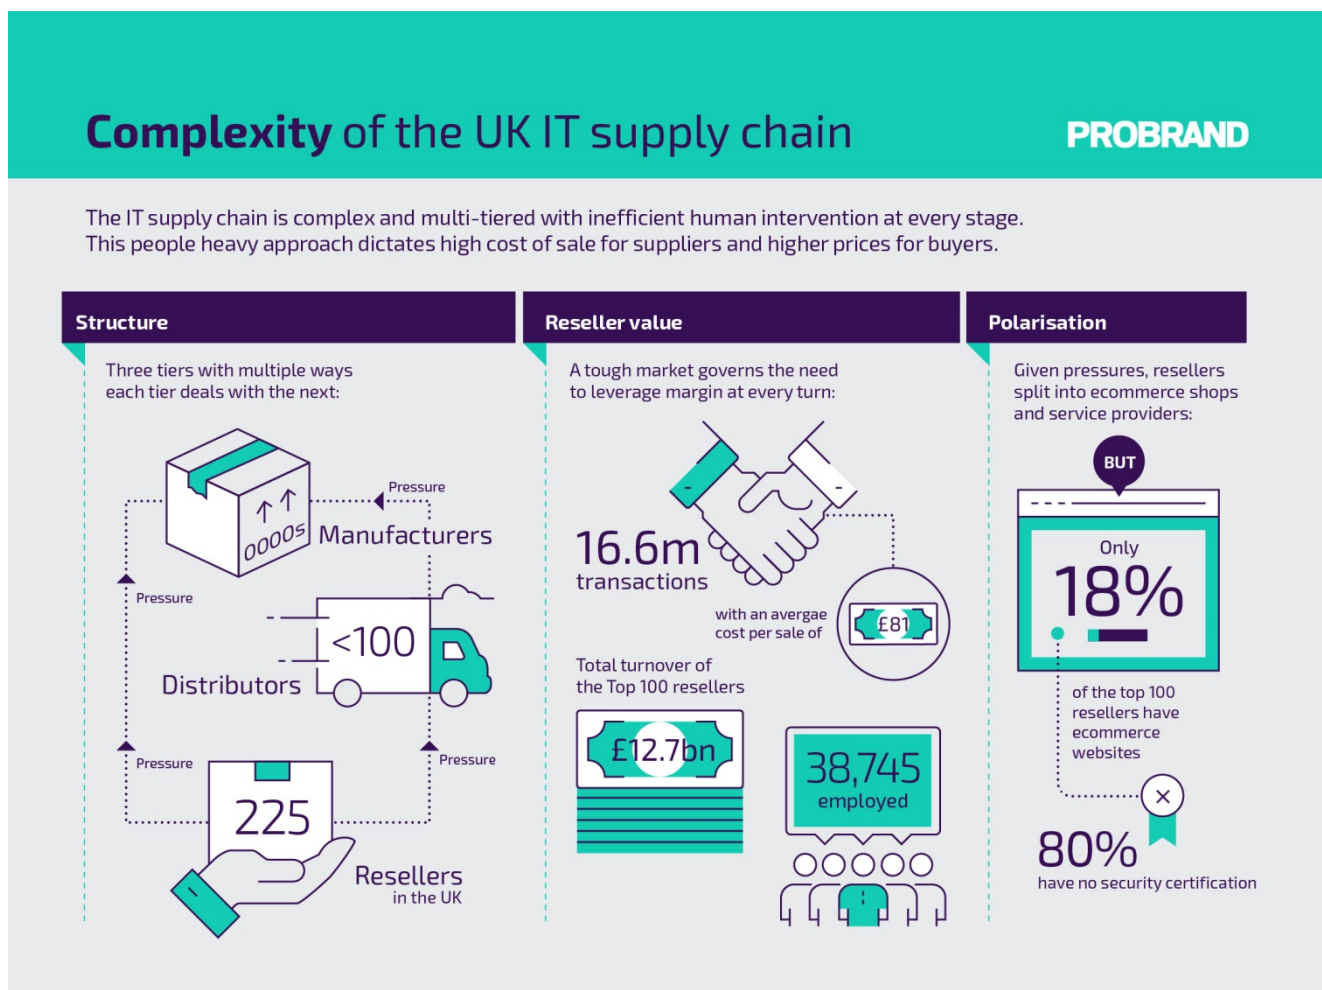 Complexity of the UK IT supply chain
PROBRAND
The IT supply chain is complex and multi-tiered with inefficient human intervention at every stage.
This people heavy approach dictates high cost of sale for suppliers and higher prices for buyers.
Structure
Three tiers with multiple ways
each tier deals with the next:
Pressure
0000s
Manufacturers
Pressure
<100
Distributors
Pressure
Pressure
225
Resellers
in the UK
Reseller value
A tough market governs the need
to leverage margin at every turn:
16.6m
transactions
with an avergae
cost per sale of
£81
Total turnover of
the Top 100 resellers
£12.7bn
38,745
employed
Polarisation
Given pressures, resellers
split into ecommerce shops
and service providers:
BUT
Only
18%
of the top 100
resellers have
ecommerce
websites
80%
have no security certification